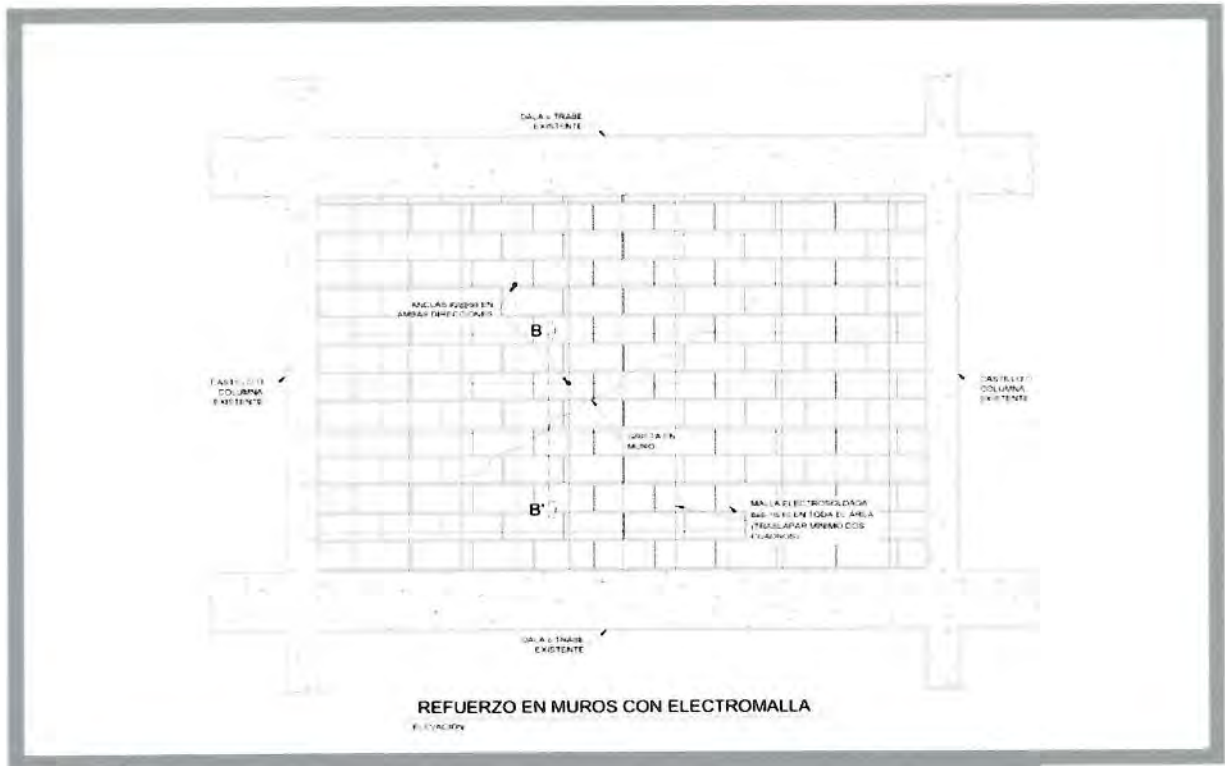 DALA o TRABE
EXISTENTE
ANCLAS EN
AMBAS DIRECCIONES
B
CASTILLO O
COLUMNA
EXISTENTE
CASTILLO O
COLUMNA
EXISTENTE
GRIETA EN
MURO
B'
MALLA ELECTROSOLDADA
EN TODA EL ÁREA
(TRASLAPAR MÍNIMO DOS
CUADROS)
DALA o TRABE
EXISTENTE
REFUERZO EN MUROS CON ELECTROMALLA
ELEVACIÓN